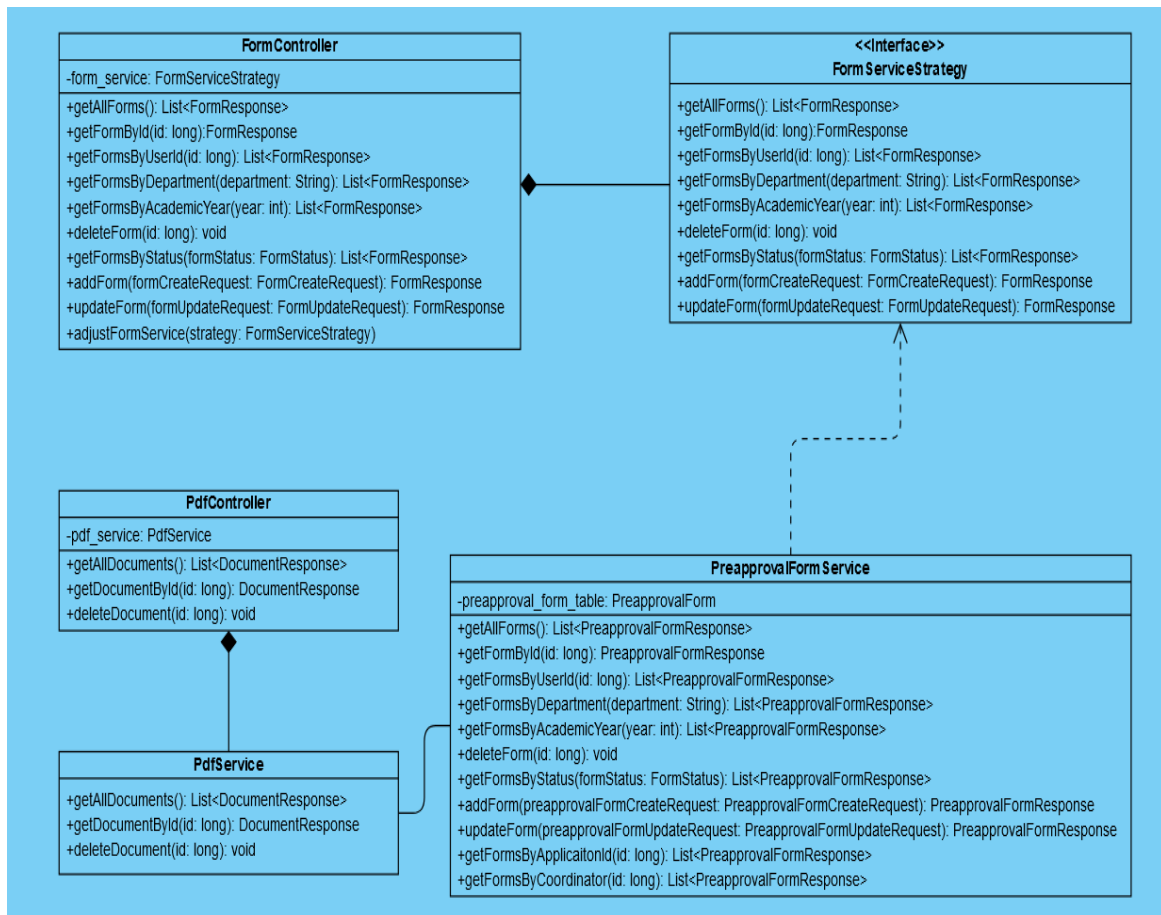 FormController
-form_service: FormServiceStrategy
+getAllForms(): List<FormResponse>
+getFormById(id: long):FormResponse
+getFormsByUserId(id: long): List<FormResponse>
+getFormsByDepartment(department: String): List<FormResponse>
+getFormsByAcademicYear(year: int): List<FormResponse>
+deleteForm(id: long): void
+getFormsByStatus(formStatus: FormStatus): List<FormResponse>
+addForm(formCreateRequest: FormCreateRequest): FormResponse
+updateForm(formUpdateRequest: FormUpdateRequest): FormResponse
+adjustFormService(strategy: FormServiceStrategy)
<<Interface>>
FormServiceStrategy
+getAllForms(): List<FormResponse>
+getFormById(id: long):FormResponse
+getFormsByUserId(id: long): List<FormResponse>
+getFormsByDepartment(department: String): List<FormResponse>
+getFormsByAcademicYear(year: int): List<FormResponse>
+deleteForm(id: long): void
+getFormsByStatus(formStatus: FormStatus): List<FormResponse>
+addForm(formCreateRequest: FormCreateRequest): FormResponse
+updateForm(formUpdateRequest: FormUpdateRequest): FormResponse
PdfController
-pdf_service: PdfService
+getAllDocuments(): List<DocumentResponse>
+getDocumentById(id: long): DocumentResponse
+deleteDocument(id: long): void
PdfService
+getAllDocuments(): List<DocumentResponse>
+getDocumentById(id: long): DocumentResponse
+deleteDocument(id: long): void
PreapprovalFormService
-preapproval_form_table: PreapprovalForm
+getAllForms(): List<PreapprovalFormResponse>
+getFormById(id: long): PreapprovalFormResponse
+getFormsByUserId(id: long): List<PreapprovalFormResponse>
+getFormsByDepartment(department: String): List<PreapprovalFormResponse>
+getFormsByAcademicYear(year: int): List<PreapprovalFormResponse>
+deleteForm(id: long): void
+getFormsByStatus(formStatus: FormStatus): List<PreapprovalFormResponse>
+addForm(preapprovalFormCreateRequest: PreapprovalFormCreateRequest): PreapprovalFormResponse
+updateForm(preapprovalFormUpdateRequest: PreapprovalFormUpdateRequest): PreapprovalFormResponse
+getFormsByApplicaitonId(id: long): List<PreapprovalFormResponse>
+getFormsByCoordinator(id: long): List<PreapprovalFormResponse>